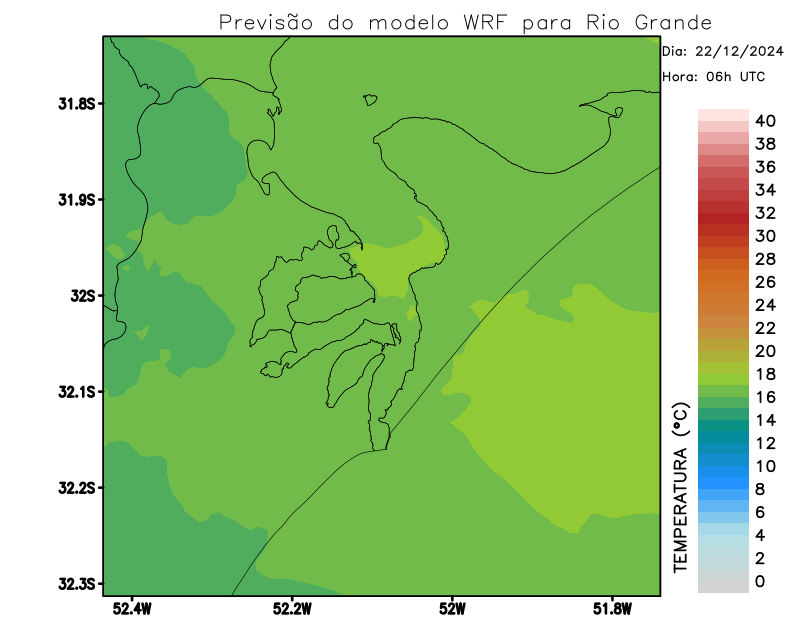 Previsão do modelo WRF para Rio Grande
Dia: 22/12/2024
Hora: 06h UTC
31.8S
31.9S
32S
32.1S
32.2S
32.3S
52.4W
52.2W
52W
51.8W
TEMPERATURA (°C)
40
38
36
34
32
30
28
26
24
22
20
18
16
14
12
10
8
6
4
2
0